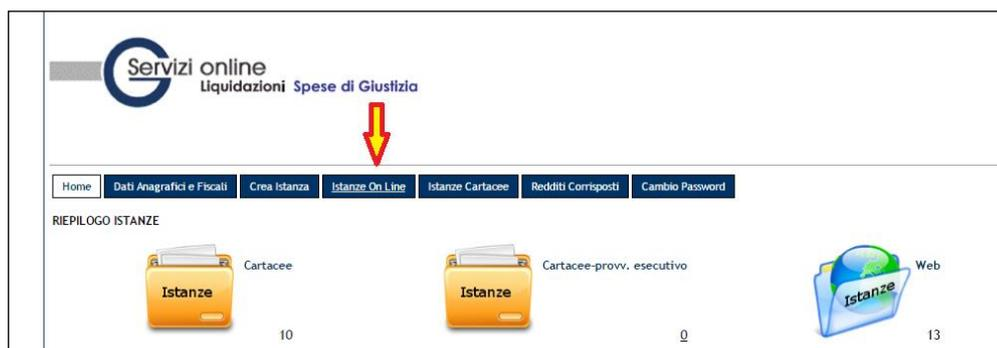 Servizi online
Liquidazioni Spese di Giustizia
Home Dati Anagrafici e Fiscali Crea Istanza Istanze On Line Istanze Cartacee Redditi Corrisposti Cambio Password
RIEPILOGO ISTANZE
Istanze
Cartacee
10
Istanze
Cartacee-provv. esecutivo
0
Istanze
Web
13